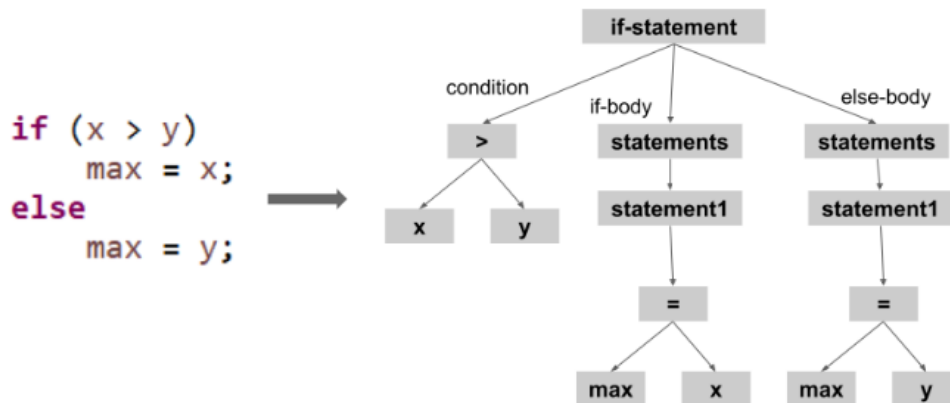 if (x > y)
max = x;
else
max = y;
if-statement
condition
if-body
else-body
>
statements
statements
x
y
statement1
statement1
=
=
max
x
max
y